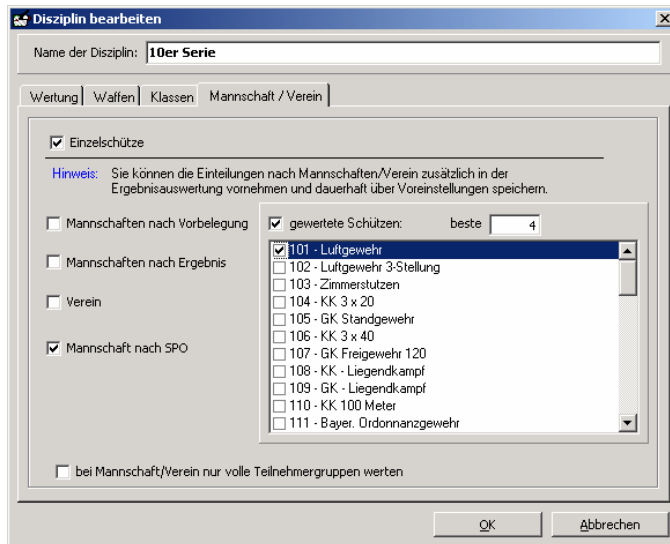 Disziplin bearbeiten
Name der Disziplin: 10er Serie
Wertung Waffen Klassen Mannschaft / Verein
Einzelschütze
Hinweis: Sie können die Einteilungen nach Mannschaften/Verein zusätzlich in der
Ergebnisauswertung vornehmen und dauerhaft über Voreinstellungen speichern.
Mannschaften nach Vorbelegung
Mannschaften nach Ergebnis
Verein
Mannschaft nach SPO
gewertete Schützen: beste 4
101 - Luftgewehr
102 - Luftgewehr 3-Stellung
103 - Zimmerstutzen
104 - KK 3 x 20
105 - GK Standgewehr
106 - KK 3 x 40
107 - GK Freigewehr 120
108 - KK - Liegendkampf
109 - GK - Liegendkampf
110 - KK 100 Meter
111 - Bayer. Ordonnanzgewehr
bei Mannschaft/Verein nur volle Teilnehmergruppen werten
OK Abbrechen